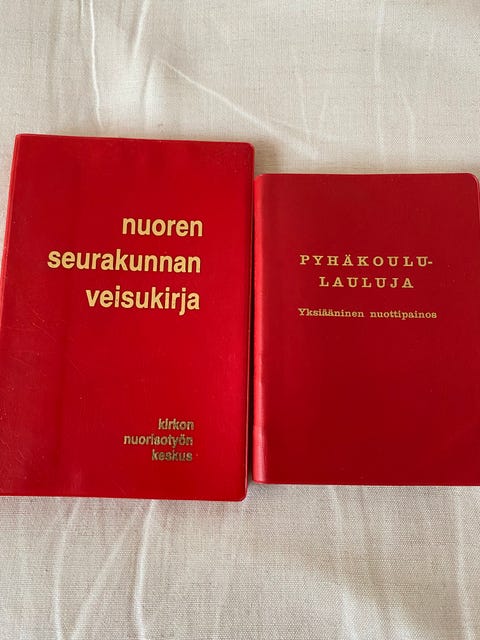 nuoren
seurakunnan
veisukirja
kirkon
nuorisotyön
keskus
PYHÄKOULU-
LAULUJA
Yksiääninen nuottipainos